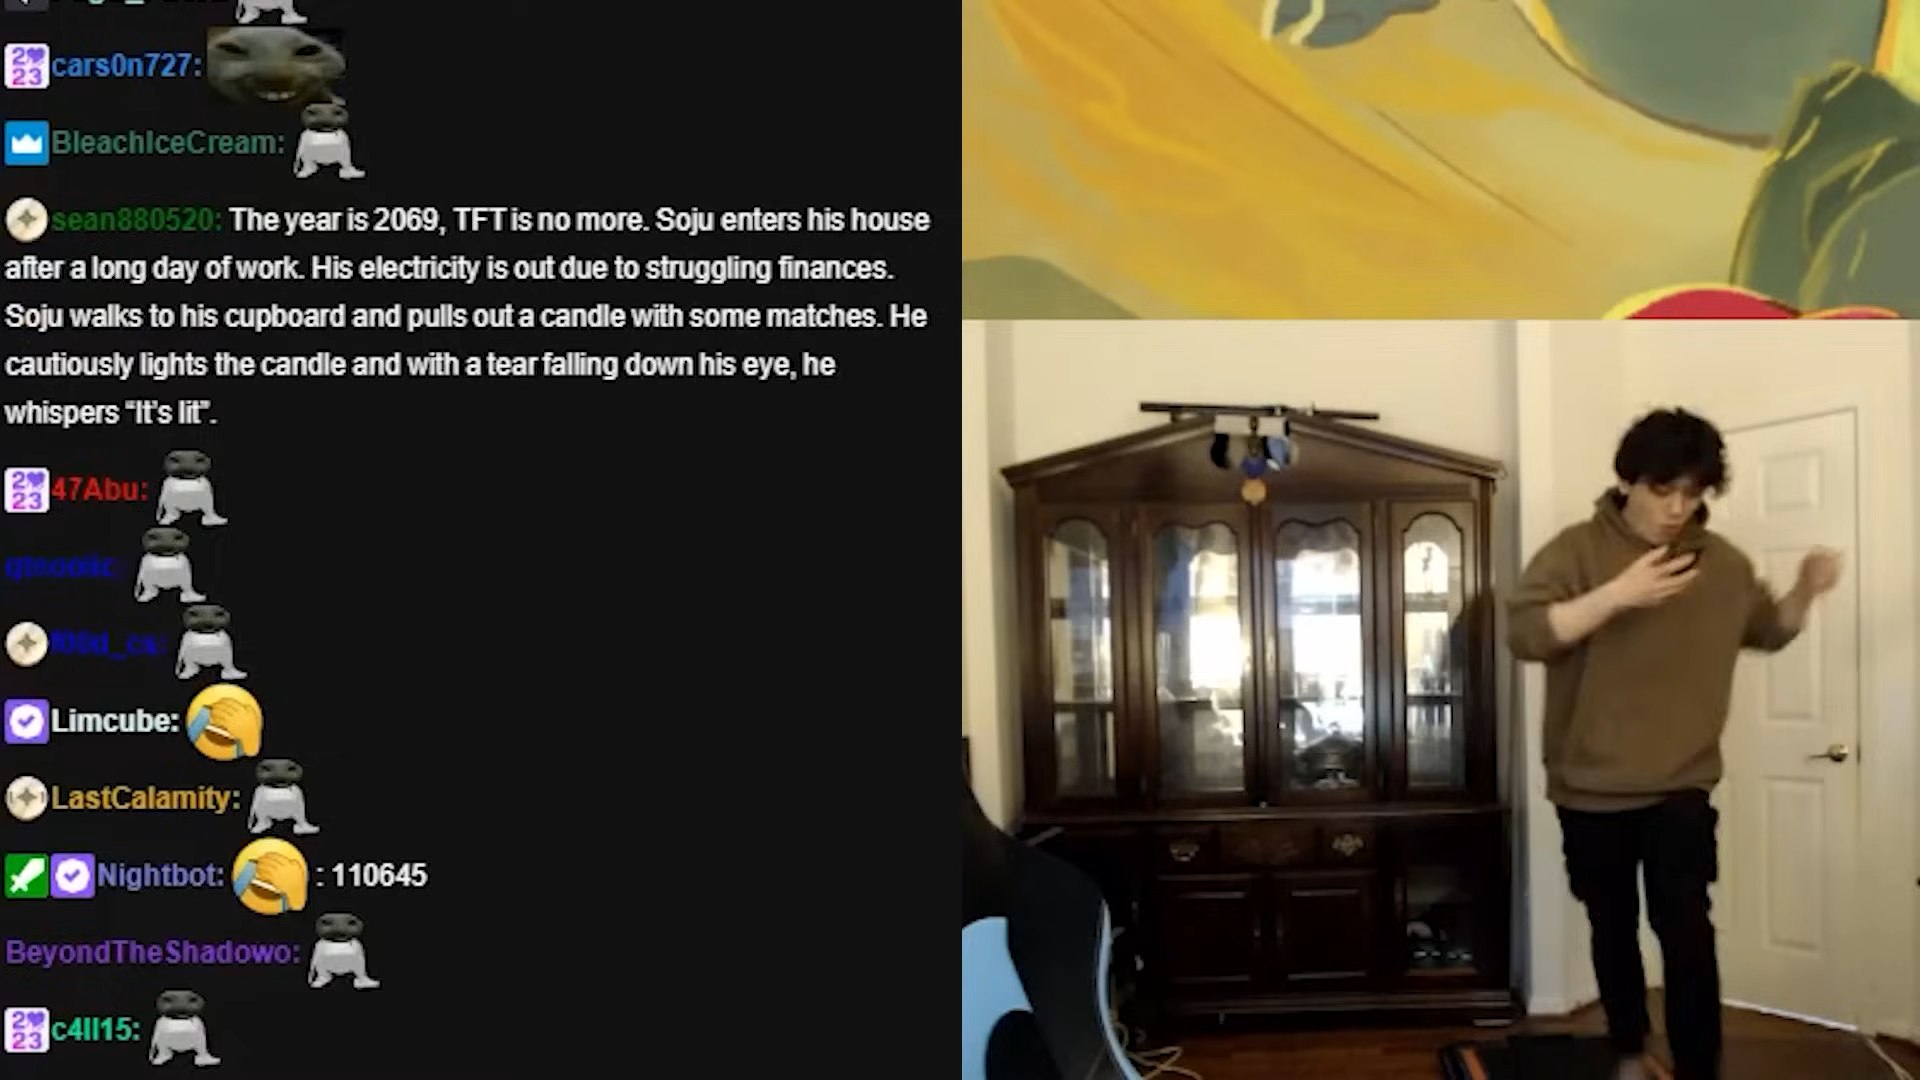 cars0n727:
BleachIceCream:
sean880520: The year is 2069, TFT is no more. Soju enters his house
after a long day of work. His electricity is out due to struggling finances.
Soju walks to his cupboard and pulls out a candle with some matches. He
cautiously lights the candle and with a tear falling down his eye, he
whispers “It’s lit”.
47Abu:
Limcube:
LastCalamity:
Nightbot: : 110645
BeyondTheShadowo:
c4ll15: